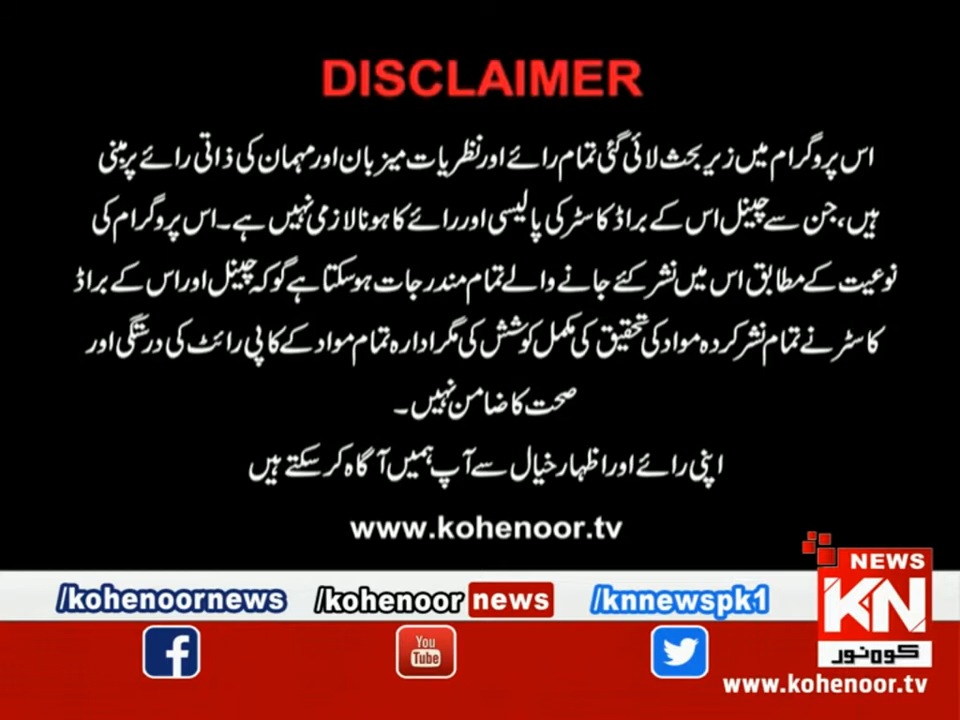 DISCLAIMER
اس پروگرام میں زیرِ بحث لائی گئی تمام رائے اور نظریات میزبان اور مہمان کی ذاتی رائے پر مبنی
ہیں، جن سے چینل اس کے براڈ کاسٹر کی پالیسی اور رائے کا ہونا لازمی نہیں ہے۔ اس پروگرام کی
نوعیت کے مطابق اس میں نشر کئے جانے والے تمام مندرجات ہو سکتا ہے گو کہ چینل اور اس کے براڈ
کاسٹر نے تمام نشر کردہ مواد کی تحقیق کی مکمل کوشش کی مگر ادارہ تمام مواد کے کاپی رائٹ کی درستگی اور
صحت کا ضامن نہیں۔
اپنی رائے اور اظہار خیال سے آپ ہمیں آگاہ کر سکتے ہیں
www.kohenoor.tv
/kohenoornews /kohenoor news /knnewspk1
You
Tube
NEWS
KN
کوہ نور
www.kohenoor.tv